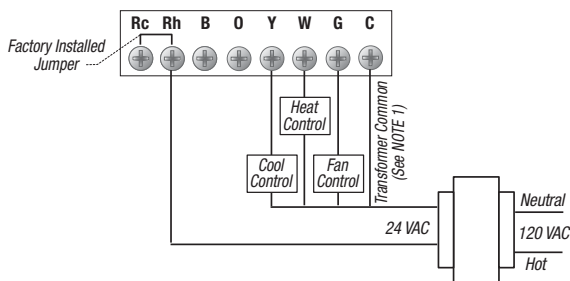 Rc Rh B O Y W G C
Factory Installed
Jumper
Heat
Control
Cool
Control
Fan
Control
Transformer Common
(See NOTE 1)
24 VAC
Neutral
120 VAC
Hot